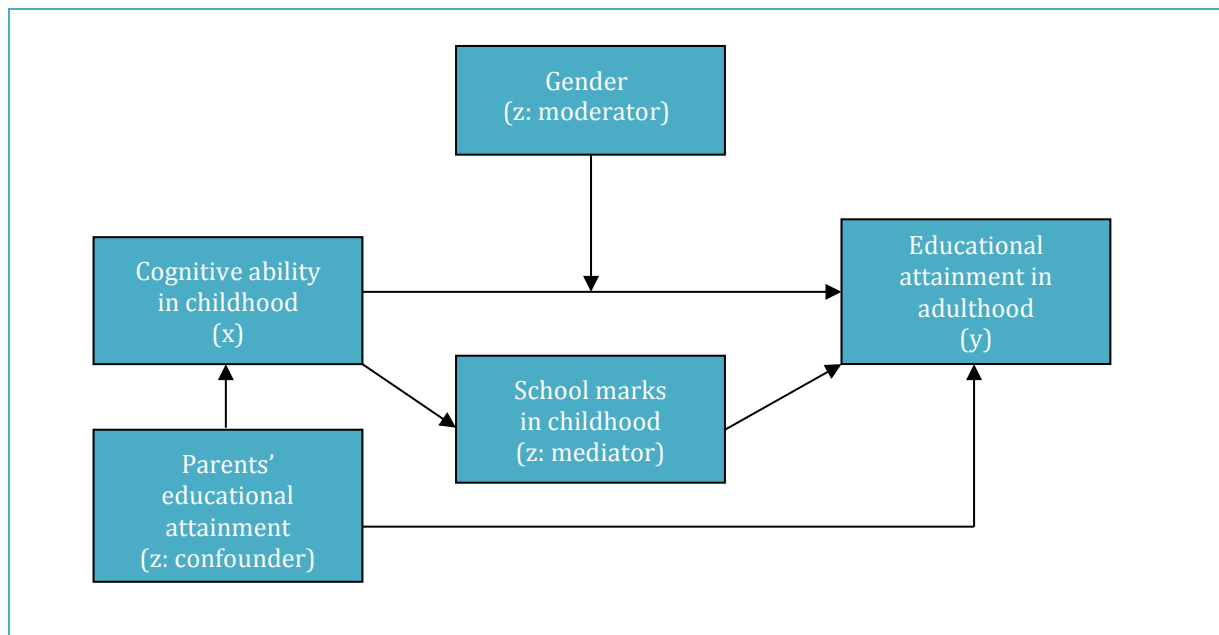 Gender
(z: moderator)
Cognitive ability
in childhood
(x)
Educational
attainment in
adulthood
(y)
School marks
in childhood
(z: mediator)
Parents’
educational
attainment
(z: confounder)